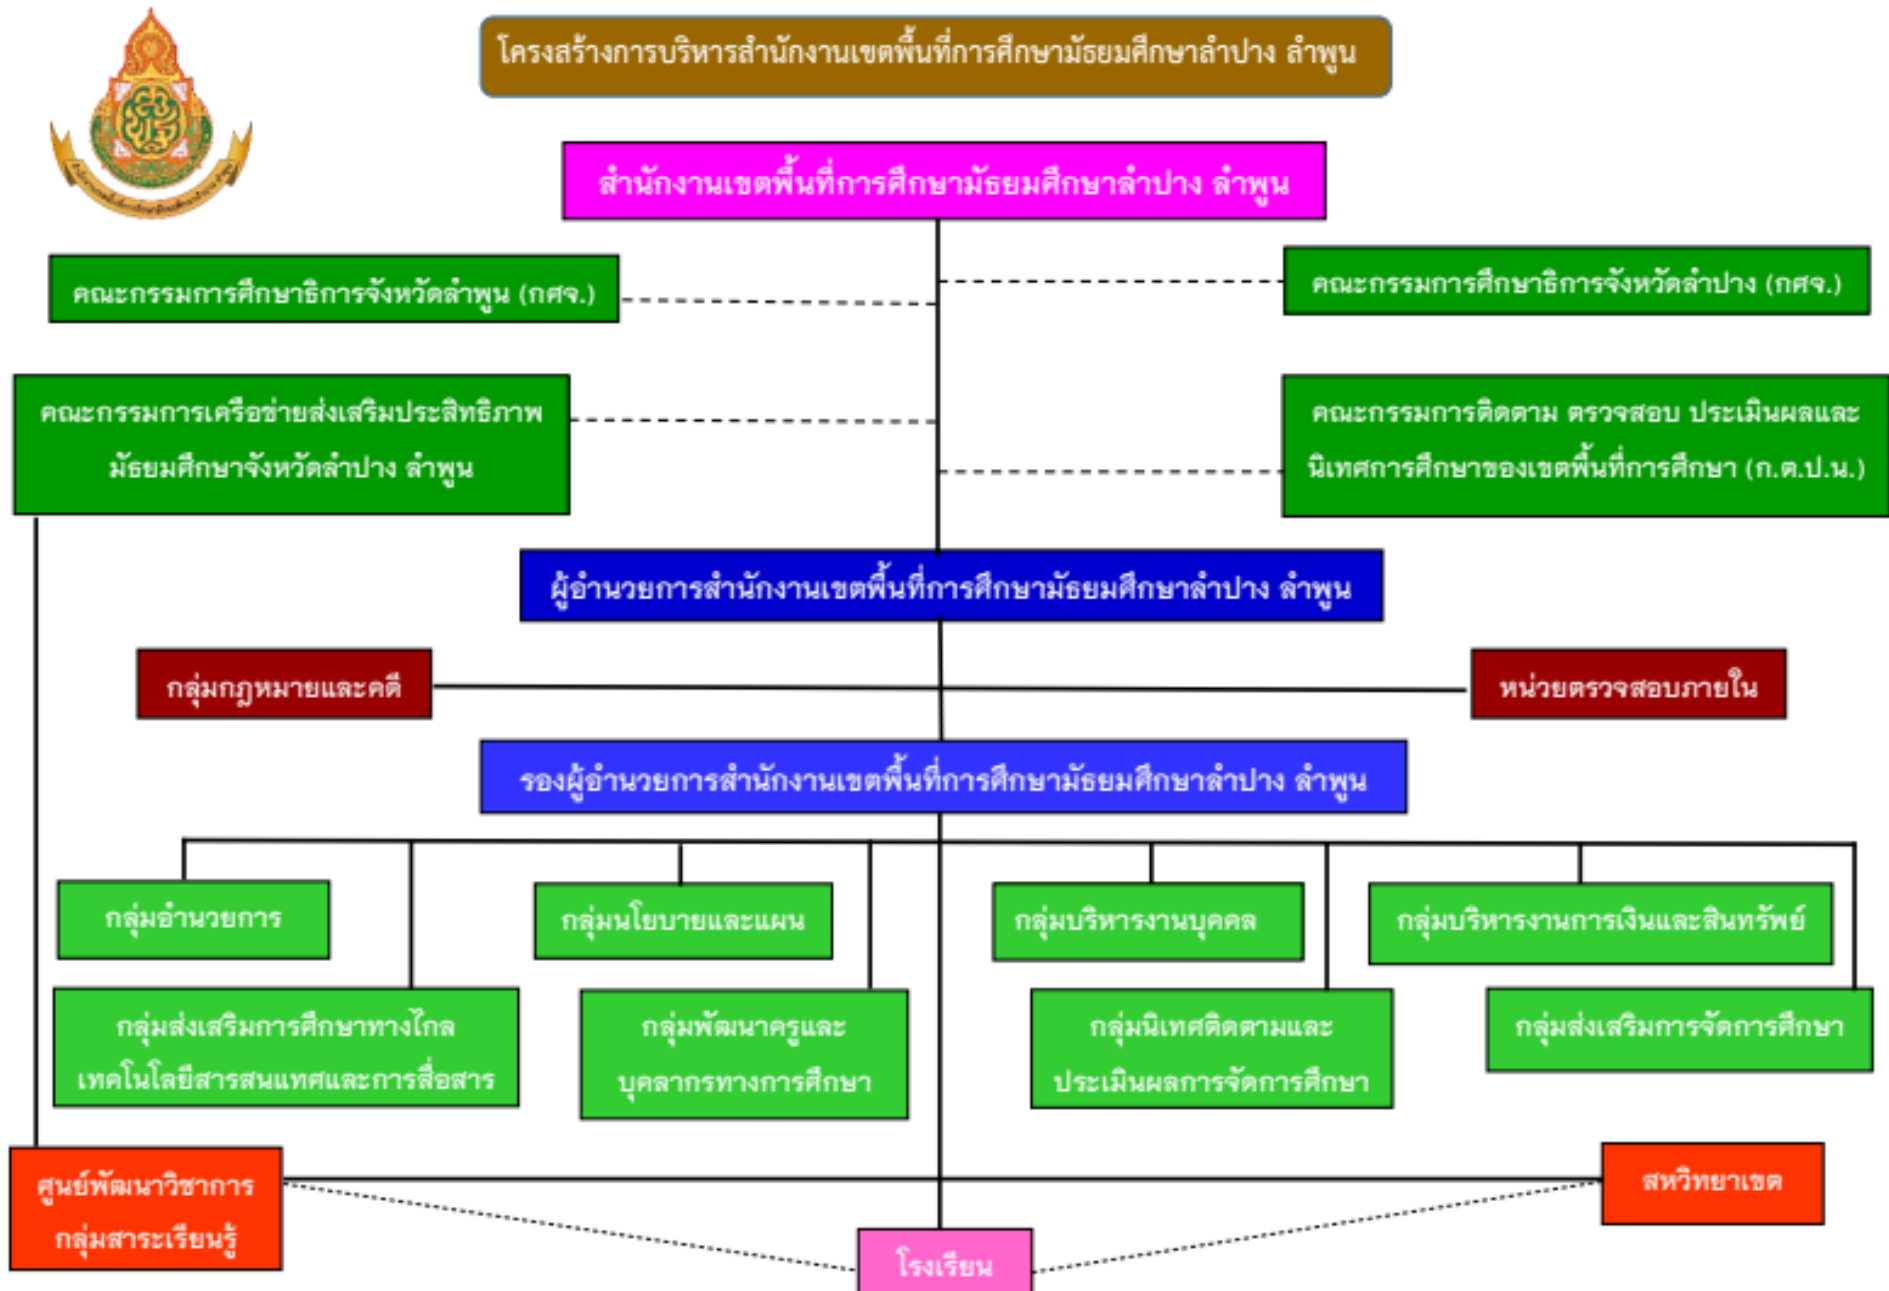 โครงสร้างการบริหารสำนักงานเขตพื้นที่การศึกษามัธยมศึกษาลำปาง ลำพูน
สำนักงานเขตพื้นที่การศึกษามัธยมศึกษาลำปาง ลำพูน
คณะกรรมการศึกษาธิการจังหวัดลำพูน (กศจ.)
คณะกรรมการศึกษาธิการจังหวัดลำปาง (กศจ.)
คณะกรรมการเครือข่ายส่งเสริมประสิทธิภาพ
มัธยมศึกษาจังหวัดลำปาง ลำพูน
คณะกรรมการติดตาม ตรวจสอบ ประเมินผลและ
นิเทศการศึกษาของเขตพื้นที่การศึกษา (ก.ต.ป.น.)
ผู้อำนวยการสำนักงานเขตพื้นที่การศึกษามัธยมศึกษาลำปาง ลำพูน
กลุ่มกฎหมายและคดี
หน่วยตรวจสอบภายใน
รองผู้อำนวยการสำนักงานเขตพื้นที่การศึกษามัธยมศึกษาลำปาง ลำพูน
กลุ่มอำนวยการ
กลุ่มนโยบายและแผน
กลุ่มบริหารงานบุคคล
กลุ่มบริหารงานการเงินและสินทรัพย์
กลุ่มส่งเสริมการศึกษาทางไกล
เทคโนโลยีสารสนแทศและการสื่อสาร
กลุ่มพัฒนาครูและ
บุคลากรทางการศึกษา
กลุ่มนิเทศติดตามและ
ประเมินผลการจัดการศึกษา
กลุ่มส่งเสริมการจัดการศึกษา
ศูนย์พัฒนาวิชาการ
กลุ่มสาระเรียนรู้
สหวิทยาเขต
โรงเรียน